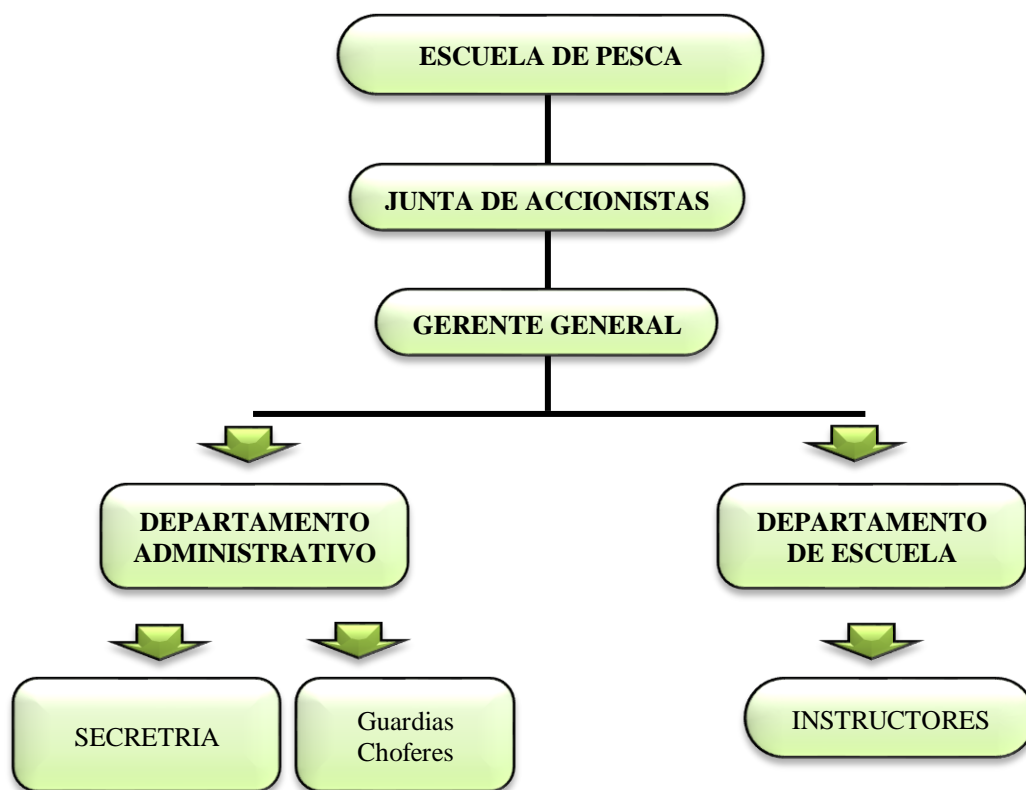 ESCUELA DE PESCA
JUNTA DE ACCIONISTAS
GERENTE GENERAL
DEPARTAMENTO
ADMINISTRATIVO
DEPARTAMENTO
DE ESCUELA
SECRETRIA
Guardias
Choferes
INSTRUCTORES